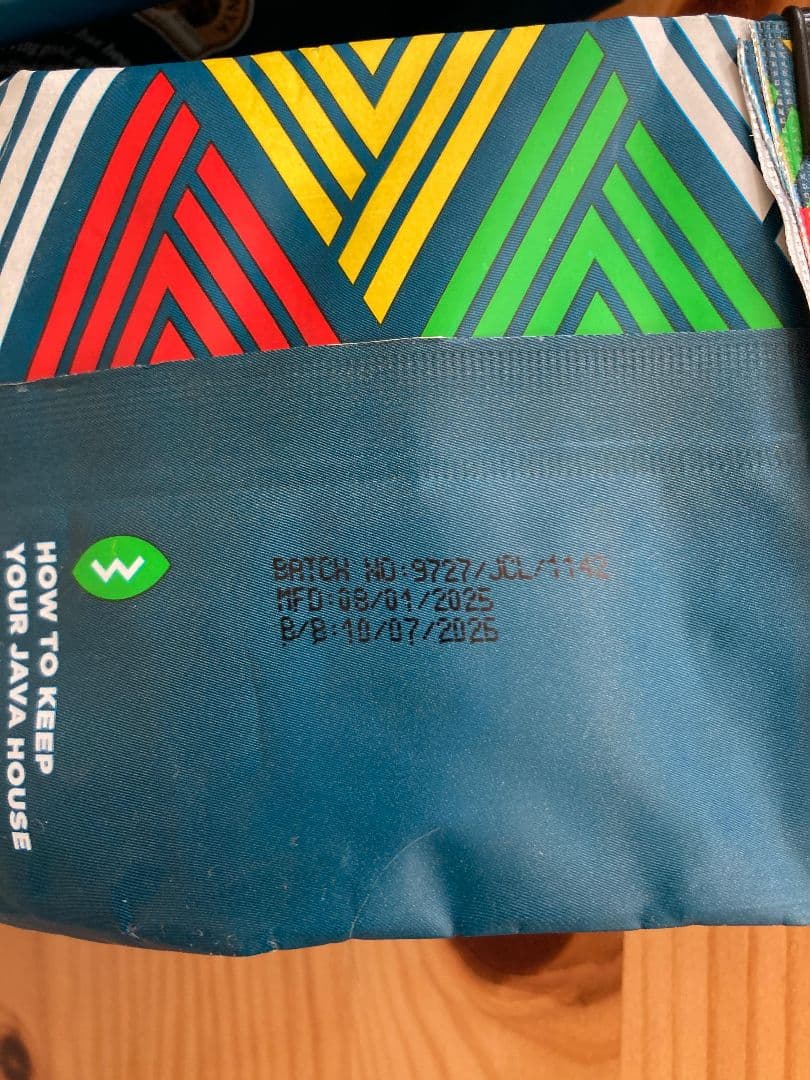 BATCH NO:9727/JCL/1142
MFD:08/01/2025
B/B:10/07/2025
HOW TO KEEP
YOUR JAVA HOUSE